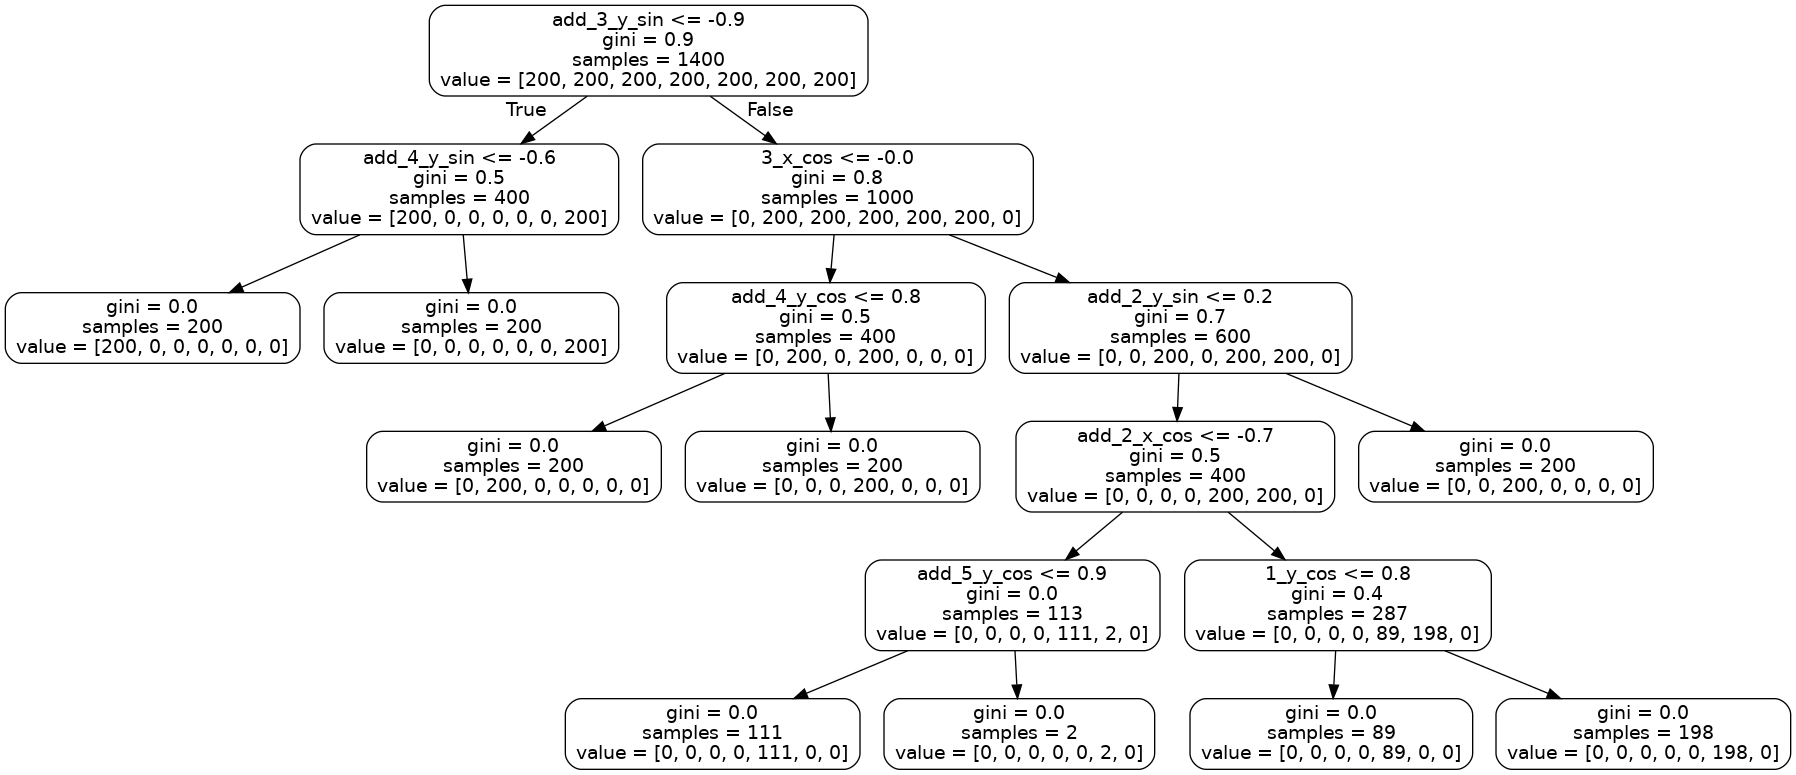 add_3_y_sin <= -0.9
gini = 0.9
samples = 1400
value = [200, 200, 200, 200, 200, 200, 200]
True
False
add_4_y_sin <= -0.6
gini = 0.5
samples = 400
value = [200, 0, 0, 0, 0, 0, 200]
3_x_cos <= -0.0
gini = 0.8
samples = 1000
value = [0, 200, 200, 200, 200, 200, 0]
gini = 0.0
samples = 200
value = [200, 0, 0, 0, 0, 0, 0]
gini = 0.0
samples = 200
value = [0, 0, 0, 0, 0, 0, 200]
add_4_y_cos <= 0.8
gini = 0.5
samples = 400
value = [0, 200, 0, 200, 0, 0, 0]
add_2_y_sin <= 0.2
gini = 0.7
samples = 600
value = [0, 0, 200, 0, 200, 200, 0]
gini = 0.0
samples = 200
value = [0, 200, 0, 0, 0, 0, 0]
gini = 0.0
samples = 200
value = [0, 0, 0, 200, 0, 0, 0]
add_2_x_cos <= -0.7
gini = 0.5
samples = 400
value = [0, 0, 0, 0, 200, 200, 0]
gini = 0.0
samples = 200
value = [0, 0, 200, 0, 0, 0, 0]
add_5_y_cos <= 0.9
gini = 0.0
samples = 113
value = [0, 0, 0, 0, 111, 2, 0]
1_y_cos <= 0.8
gini = 0.4
samples = 287
value = [0, 0, 0, 0, 89, 198, 0]
gini = 0.0
samples = 111
value = [0, 0, 0, 0, 111, 0, 0]
gini = 0.0
samples = 2
value = [0, 0, 0, 0, 0, 2, 0]
gini = 0.0
samples = 89
value = [0, 0, 0, 0, 89, 0, 0]
gini = 0.0
samples = 198
value = [0, 0, 0, 0, 0, 198, 0]